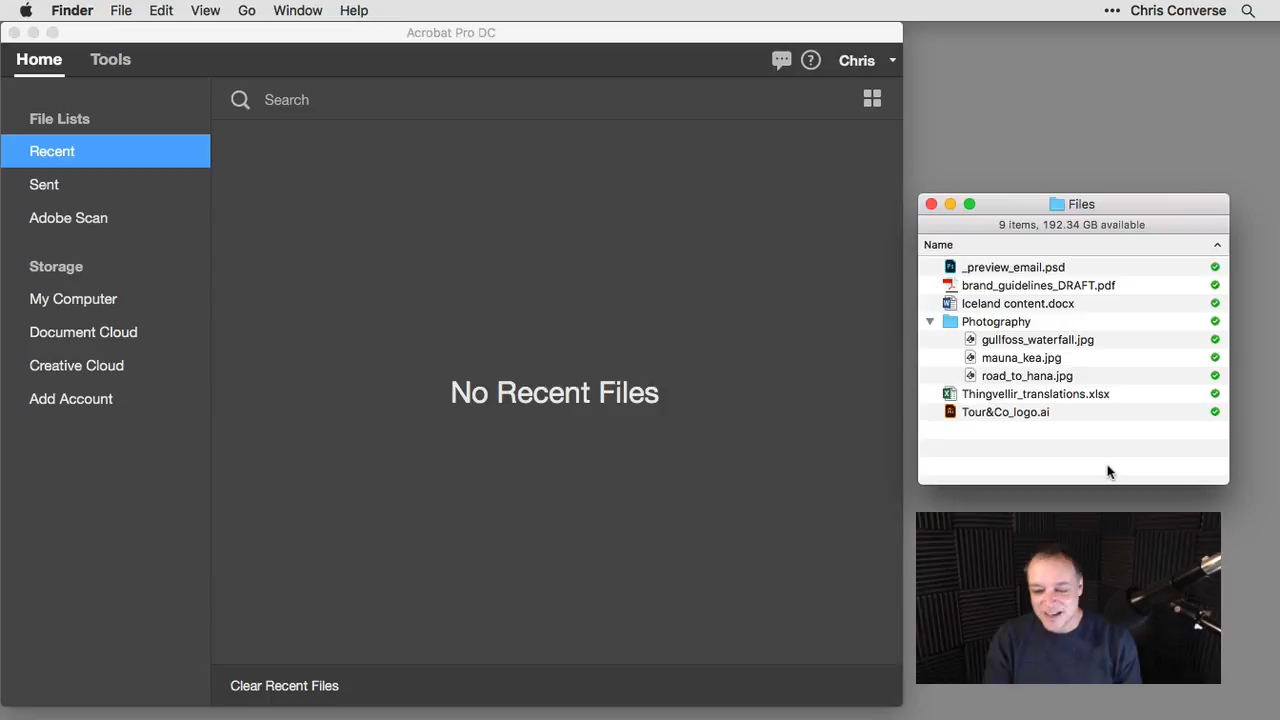 Finder File Edit View Go Window Help
••• Chris Converse
Acrobat Pro DC
Home Tools
? Chris
File Lists
Recent
Sent
Adobe Scan
Storage
My Computer
Document Cloud
Creative Cloud
Add Account
Search
No Recent Files
Clear Recent Files
Files
9 items, 192.34 GB available
Name
_preview_email.psd
brand_guidelines_DRAFT.pdf
Iceland content.docx
Photography
gullfoss_waterfall.jpg
mauna_kea.jpg
road_to_hana.jpg
Thingvellir_translations.xlsx
Tour&Co_logo.ai